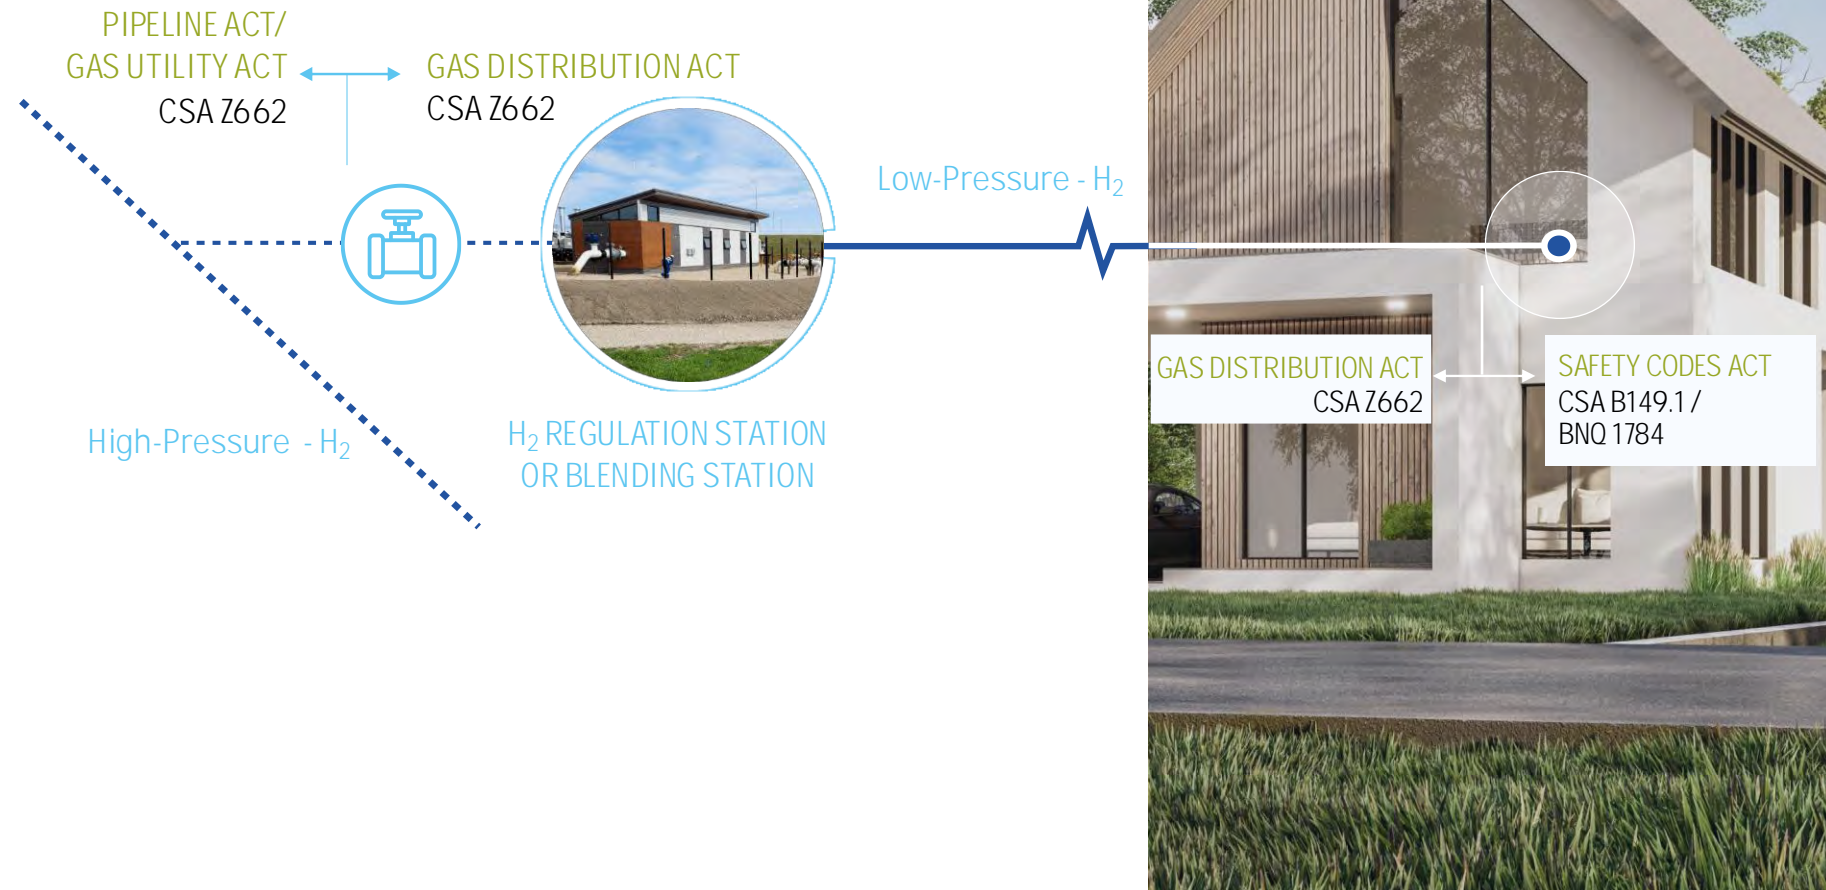 PIPELINE ACT/
GAS UTILITY ACT
CSA Z662
GAS DISTRIBUTION ACT
CSA Z662
Low-Pressure - H₂
High-Pressure - H₂
H₂ REGULATION STATION
OR BLENDING STATION
GAS DISTRIBUTION ACT
CSA Z662
SAFETY CODES ACT
CSA B149.1 /
BNQ 1784